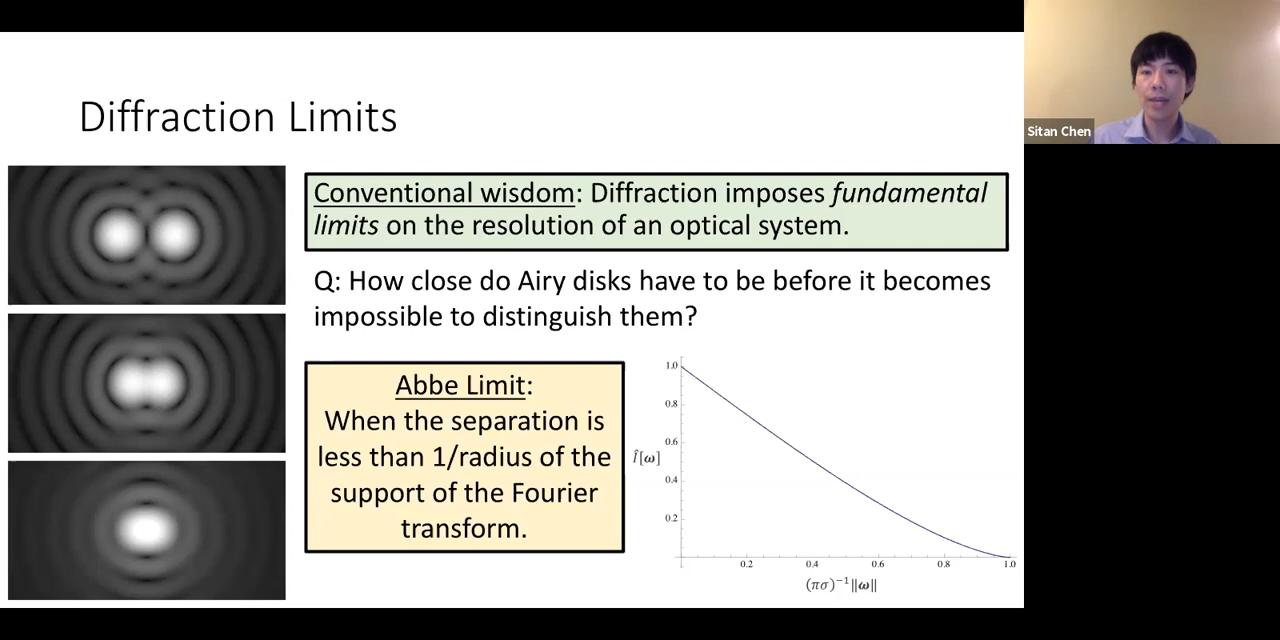 Diffraction Limits
Conventional wisdom: Diffraction imposes fundamental
limits on the resolution of an optical system.
Q: How close do Airy disks have to be before it becomes
impossible to distinguish them?
Abbe Limit:
When the separation is
less than 1/radius of the
support of the Fourier
transform.
1.0
0.8
0.6
Î[ω]
0.4
0.2
0.2 0.4 0.6 0.8 1.0
(πσ)⁻¹‖ω‖
Sitan Chen